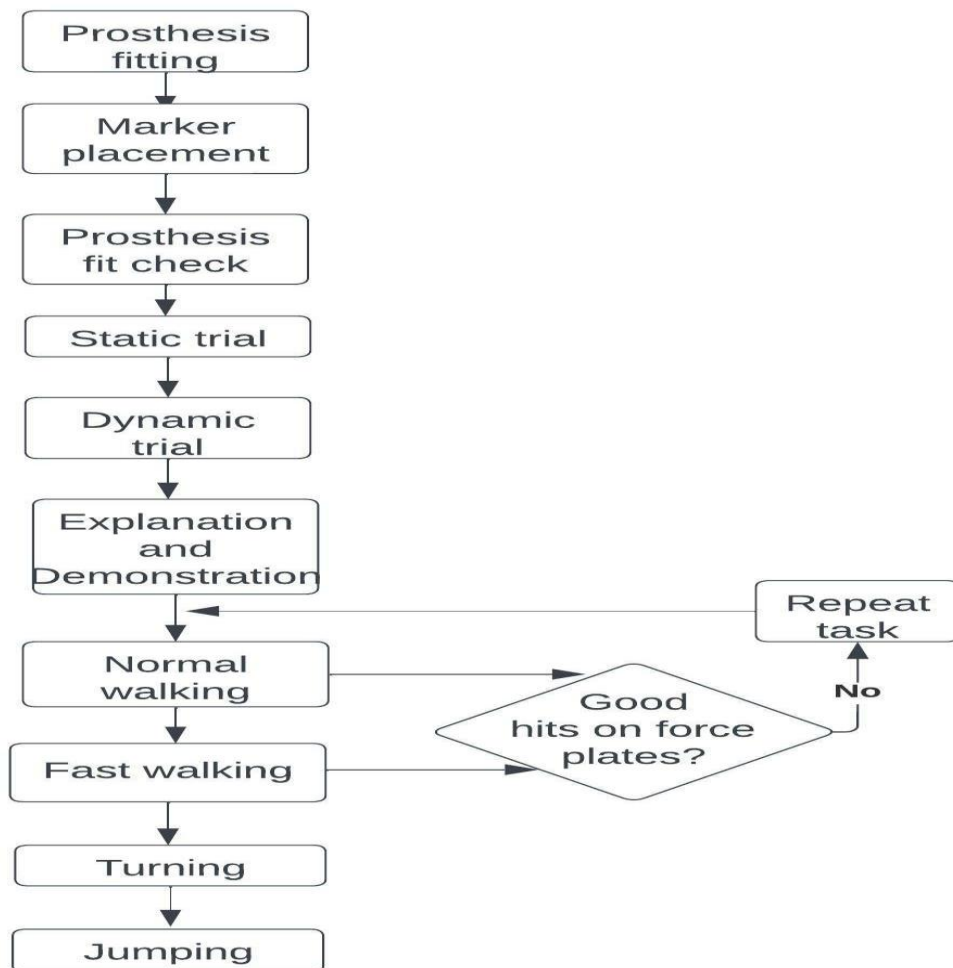 Prosthesis
fitting
Marker
placement
Prosthesis
fit check
Static trial
Dynamic
trial
Explanation
and
Demonstration
Repeat
task
Normal
walking
No
Good
hits on force
plates?
Fast walking
Turning
Jumping